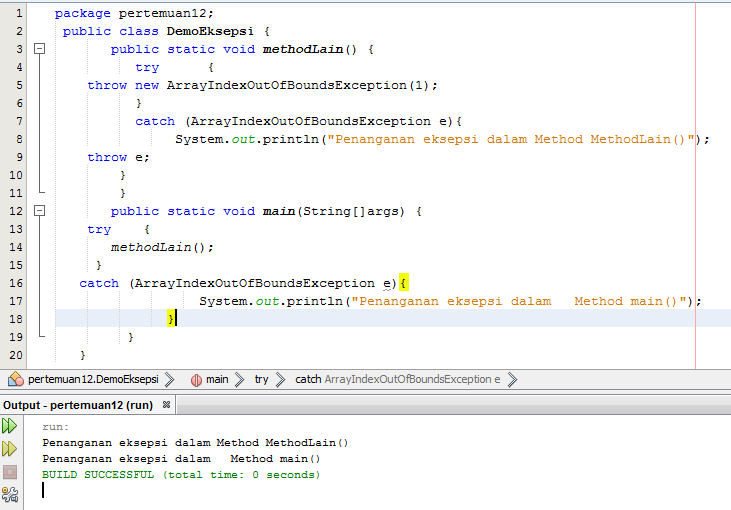 1 package pertemuan12;
2 public class DemoEksepsi {
3 public static void methodLain() {
4 try {
5 throw new ArrayIndexOutOfBoundsException(1);
6 }
7 catch (ArrayIndexOutOfBoundsException e){
8 System.out.println("Penanganan eksepsi dalam Method MethodLain()");
9 throw e;
10 }
11 }
12 public static void main(String[]args) {
13 try {
14 methodLain();
15 }
16 catch (ArrayIndexOutOfBoundsException e){
17 System.out.println("Penanganan eksepsi dalam   Method main()");
18 }
19 }
20 }
pertemuan12.DemoEksepsi main try catch ArrayIndexOutOfBoundsException e
Output - pertemuan12 (run)
run:
Penanganan eksepsi dalam Method MethodLain()
Penanganan eksepsi dalam   Method main()
BUILD SUCCESSFUL (total time: 0 seconds)